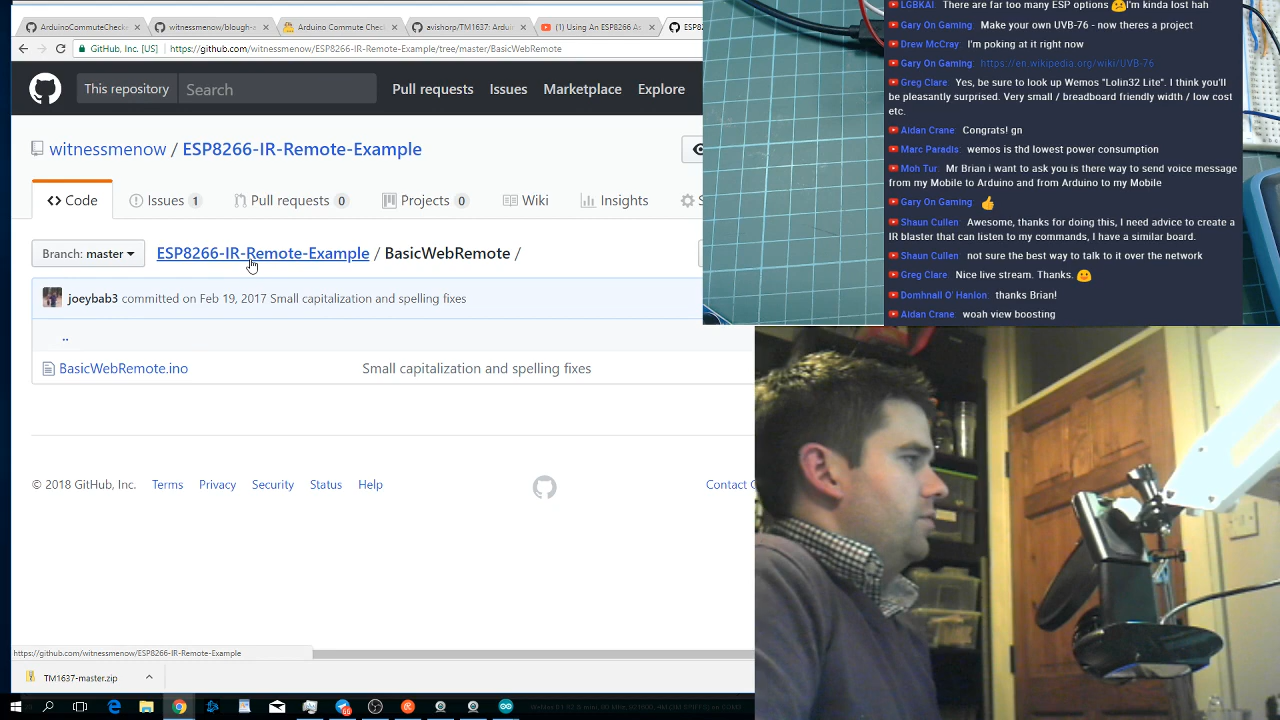 ArduinoCommuteChecke
witnessmenow/blough-a
Arduino Commute Check
avishorp/TM1637: Arduin
(1) Using An ESP8266 As
ESP8
GitHub, Inc. [US]
https://github.com/witnessmenow/ESP8266-IR-Remote-Example/tree/master/BasicWebRemote
This repository
Search
Pull requests
Issues
Marketplace
Explore
witnessmenow / ESP8266-IR-Remote-Example
Code
Issues 1
Pull requests 0
Projects 0
Wiki
Insights
S
Branch: master
ESP8266-IR-Remote-Example / BasicWebRemote /
joeybab3 committed on Feb 19, 2017 Small capitalization and spelling fixes
..
BasicWebRemote.ino
Small capitalization and spelling fixes
© 2018 GitHub, Inc.
Terms
Privacy
Security
Status
Help
Contact G
https://github.com/witnessmenow/ESP8266-IR-Remote-Example
TM1637-master.zip
LGBKAI There are far too many ESP options I'm kinda lost hah
Gary On Gaming Make your own UVB-76 - now theres a project
Drew McCray I'm poking at it right now
Gary On Gaming https://en.wikipedia.org/wiki/UVB-76
Greg Clare Yes, be sure to look up Wemos "Lolin32 Lite". I think you'll
be pleasantly surprised. Very small / breadboard friendly width / low cost
etc.
Aidan Crane Congrats! gn
Marc Paradis wemos is thd lowest power consumption
Moh Tur Mr Brian i want to ask you is there way to send voice message
from my Mobile to Arduino and from Arduino to my Mobile
Gary On Gaming 👍
Shaun Cullen Awesome, thanks for doing this, I need advice to create a
IR blaster that can listen to my commands, I have a similar board.
Shaun Cullen not sure the best way to talk to it over the network
Greg Clare Nice live stream. Thanks. 🙂
Domhnall O' Hanlon thanks Brian!
Aidan Crane woah view boosting